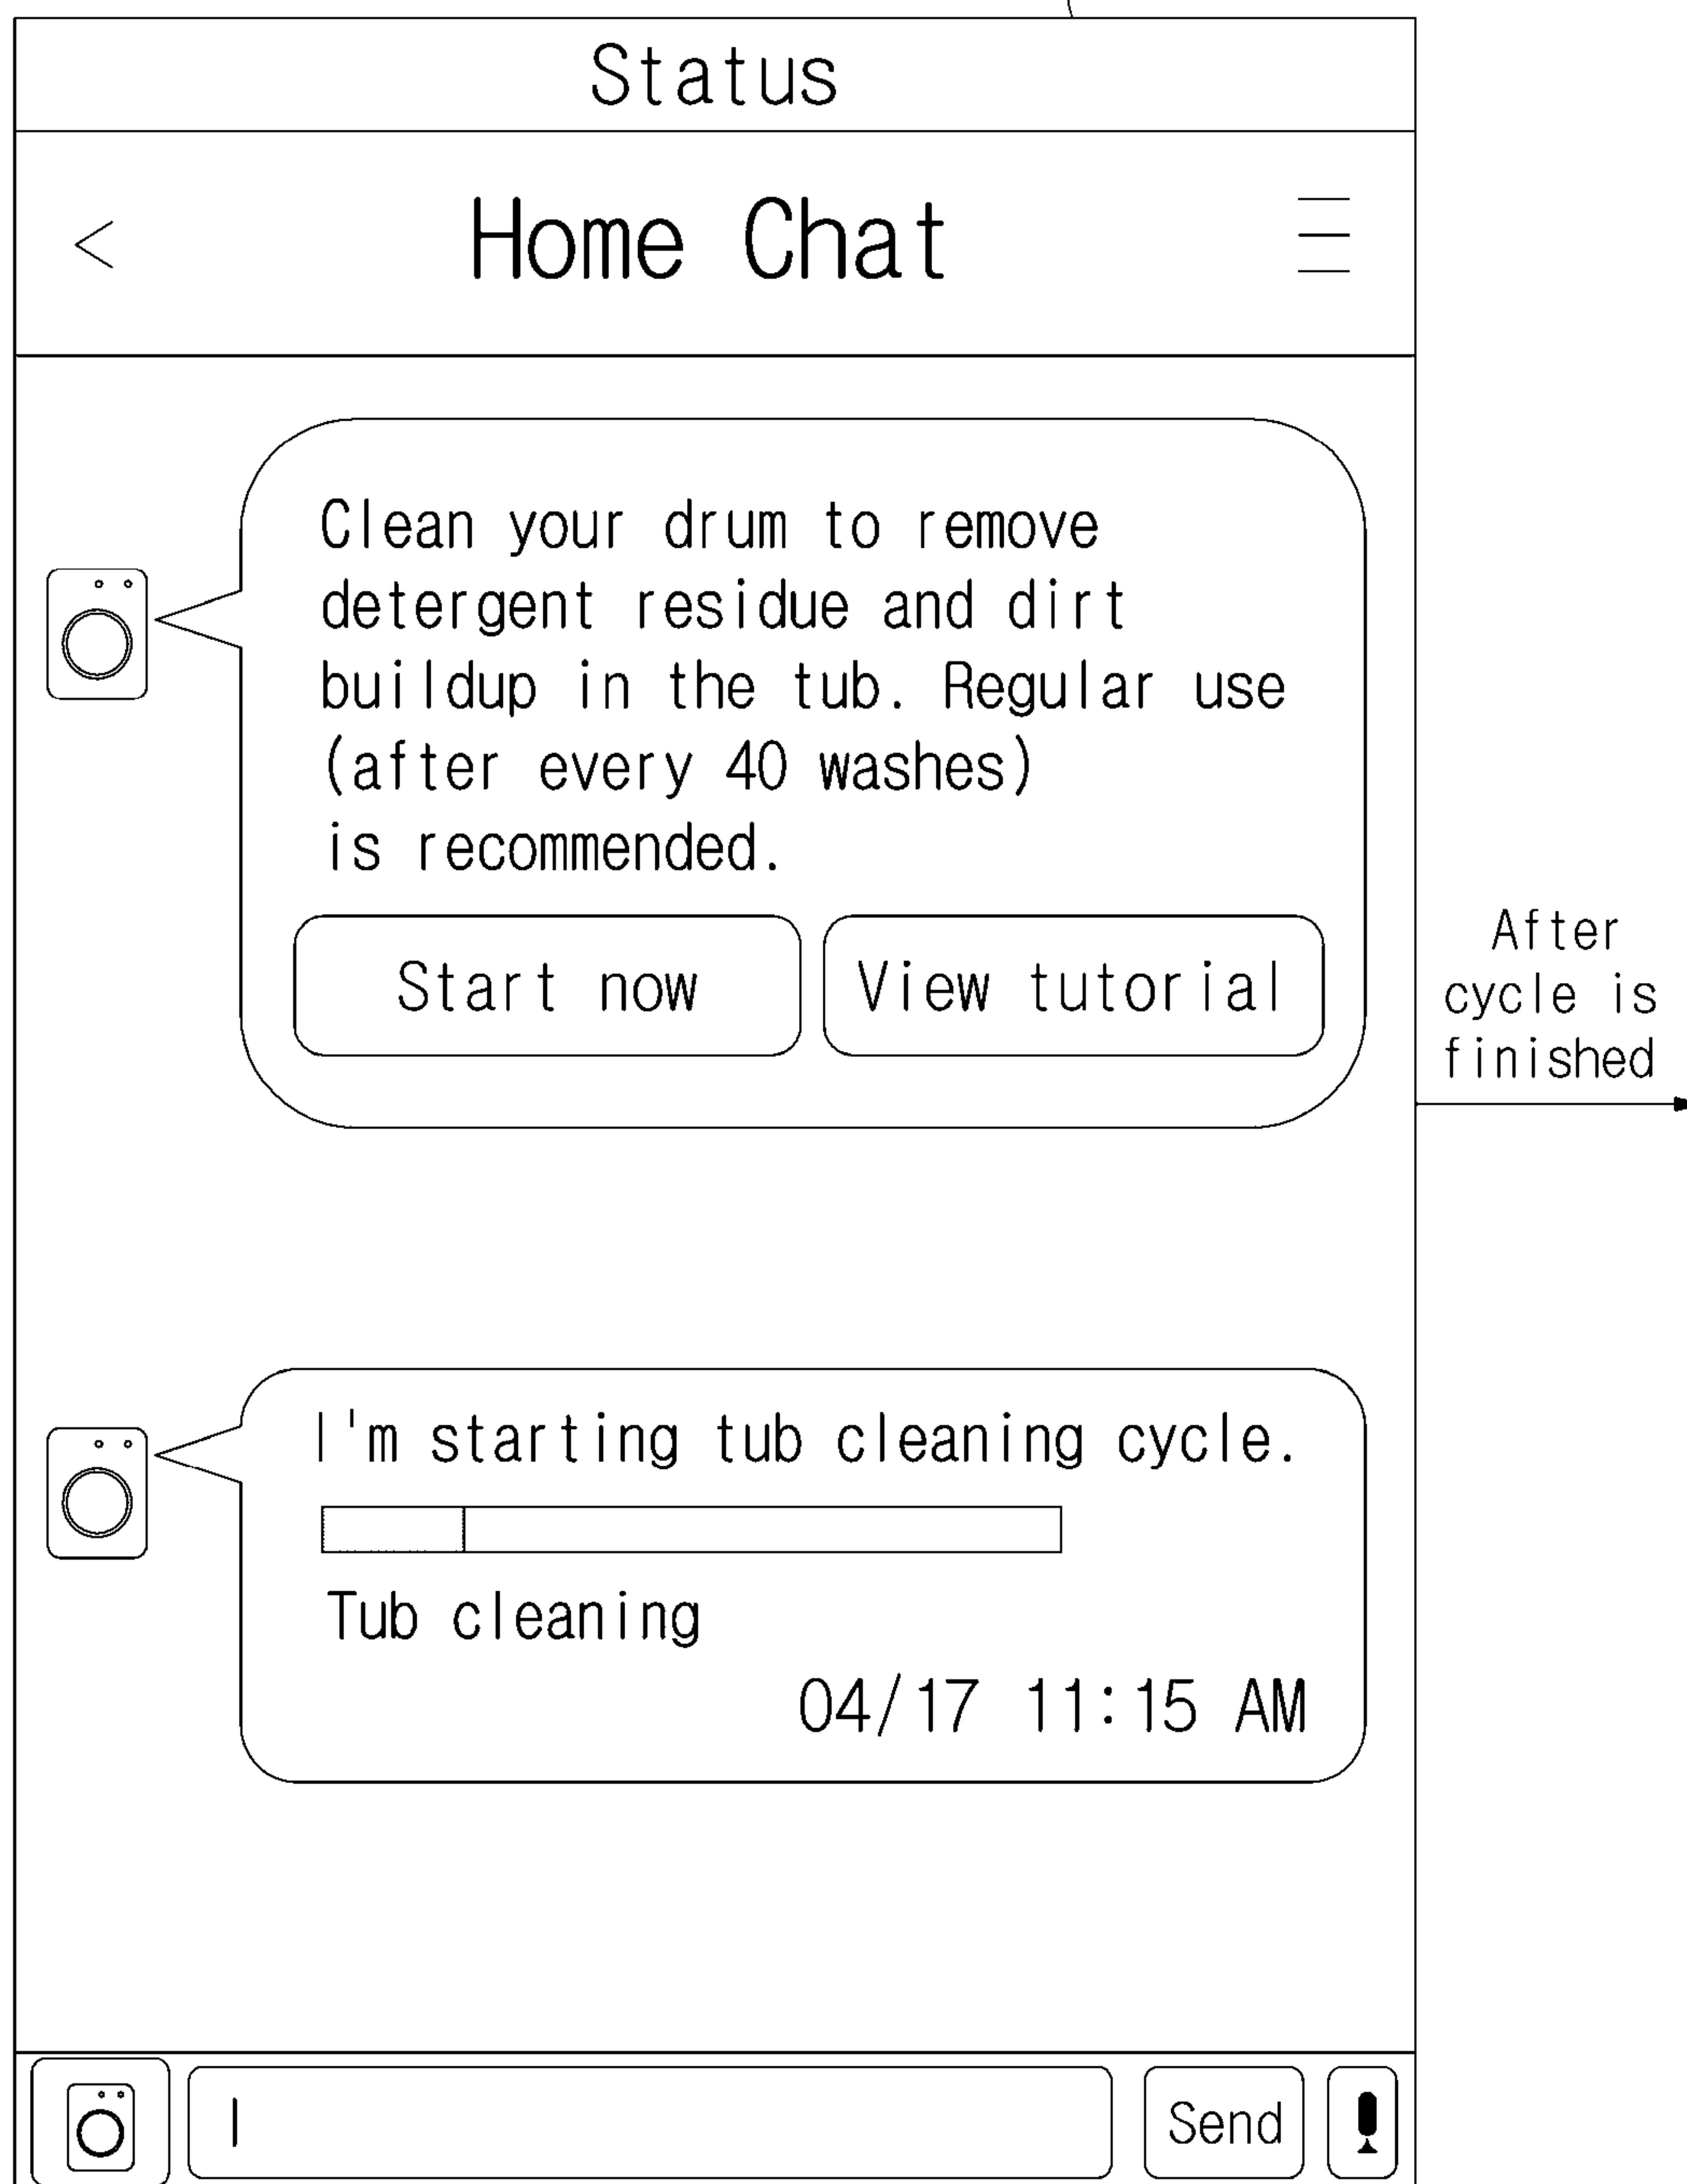 Status
< Home Chat
Clean your drum to remove
detergent residue and dirt
buildup in the tub. Regular use
(after every 40 washes)
is recommended.
Start now
View tutorial
After
cycle is
finished
I'm starting tub cleaning cycle.
Tub cleaning
04/17 11:15 AM
Send